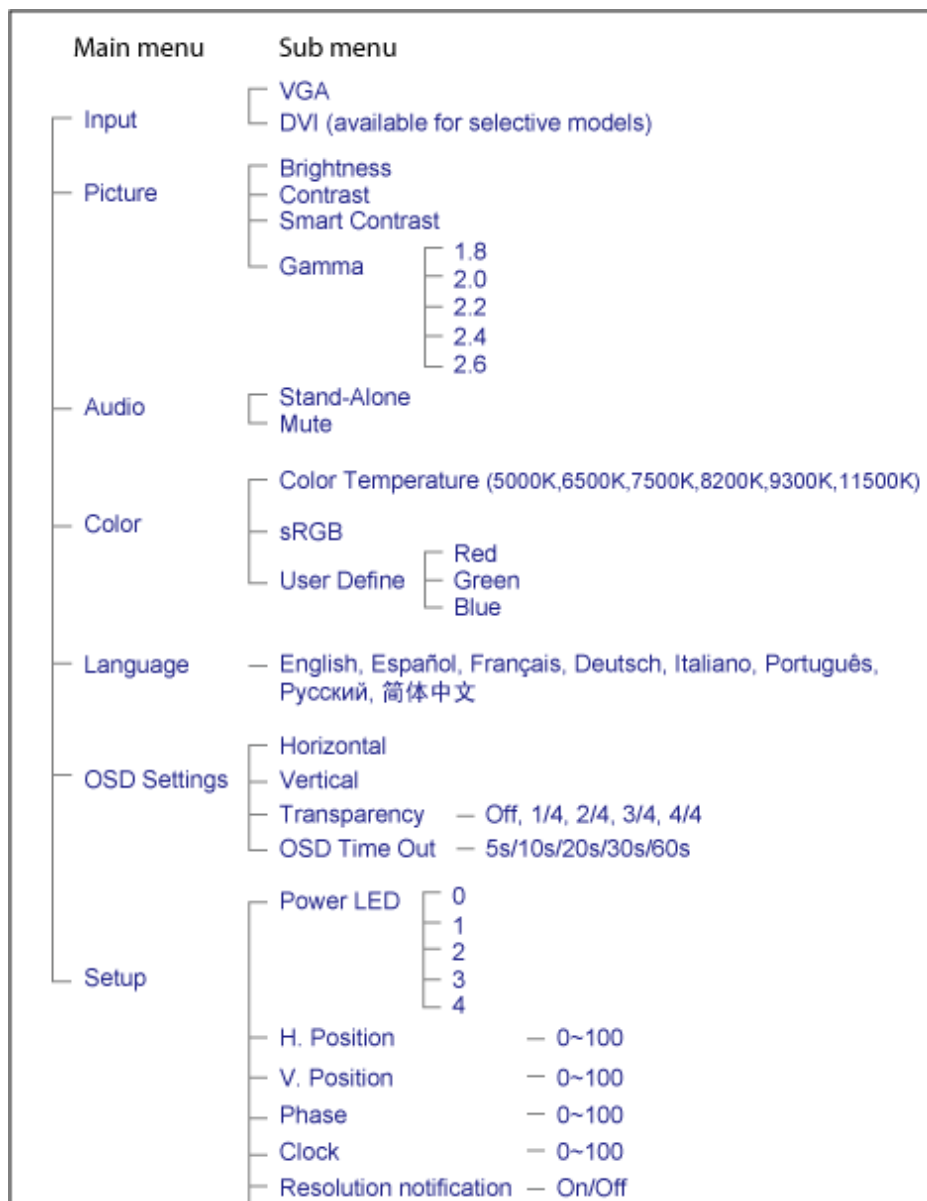 Main menu Sub menu
VGA
Input
DVI (available for selective models)
Brightness
Picture
Contrast
Smart Contrast
Gamma
1.8
2.0
2.2
2.4
2.6
Audio
Stand-Alone
Mute
Color Temperature (5000K,6500K,7500K,8200K,9300K,11500K)
Color
sRGB
User Define
Red
Green
Blue
Language
English, Español, Français, Deutsch, Italiano, Português,
Русский, 简体中文
Horizontal
OSD Settings
Vertical
Transparency — Off, 1/4, 2/4, 3/4, 4/4
OSD Time Out — 5s/10s/20s/30s/60s
Power LED
0
1
2
3
4
Setup
H. Position — 0~100
V. Position — 0~100
Phase — 0~100
Clock — 0~100
Resolution notification — On/Off